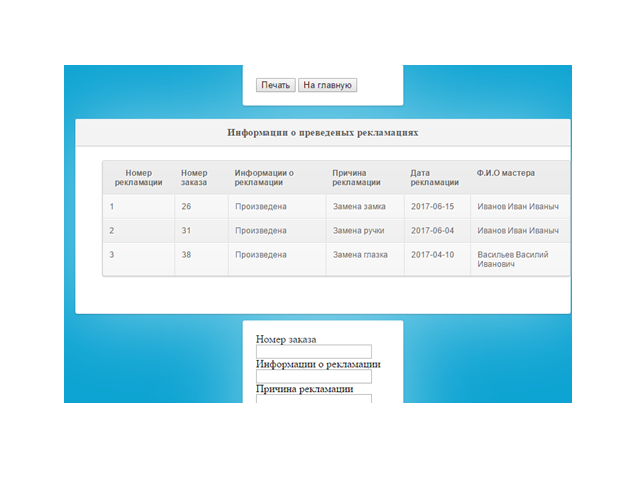 Печать На главную
Информации о преведеных рекламациях
Номер рекламации Номер заказа Информации о рекламации Причина рекламации Дата рекламации Ф.И.О мастера
1 26 Произведена Замена замка 2017-06-15 Иванов Иван Иваныч
2 31 Произведена Замена ручки 2017-06-04 Иванов Иван Иваныч
3 38 Произведена Замена глазка 2017-04-10 Васильев Василий Иванович
Номер заказа
Информации о рекламации
Причина рекламации